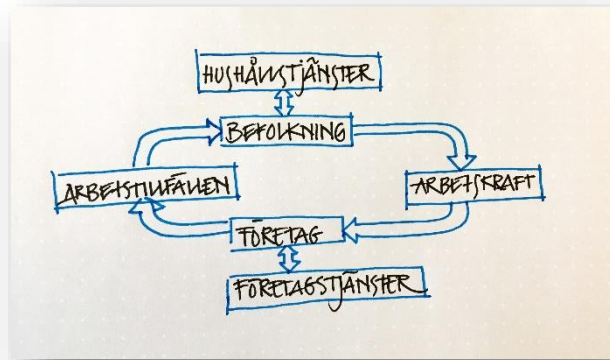 HUSHÅLLSTJÄNSTER
BEFOLKNING
ARBETSTILLFÄLLEN
ARBETSKRAFT
FÖRETAG
FÖRETAGSTJÄNSTER